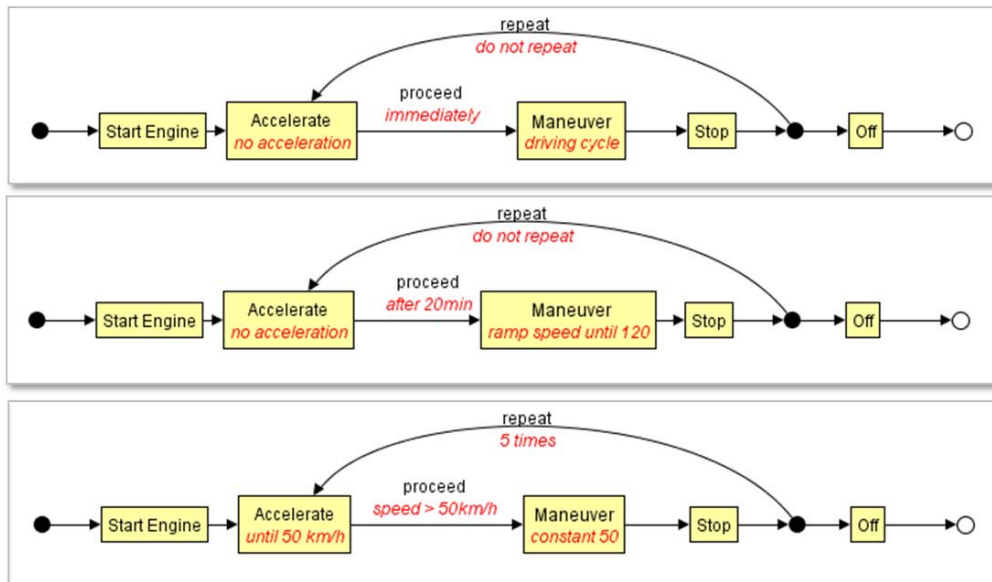 repeat
do not repeat
proceed
immediately
Start Engine
Accelerate
no acceleration
Maneuver
driving cycle
Stop
Off
repeat
do not repeat
proceed
after 20min
Start Engine
Accelerate
no acceleration
Maneuver
ramp speed until 120
Stop
Off
repeat
5 times
proceed
speed > 50km/h
Start Engine
Accelerate
until 50 km/h
Maneuver
constant 50
Stop
Off